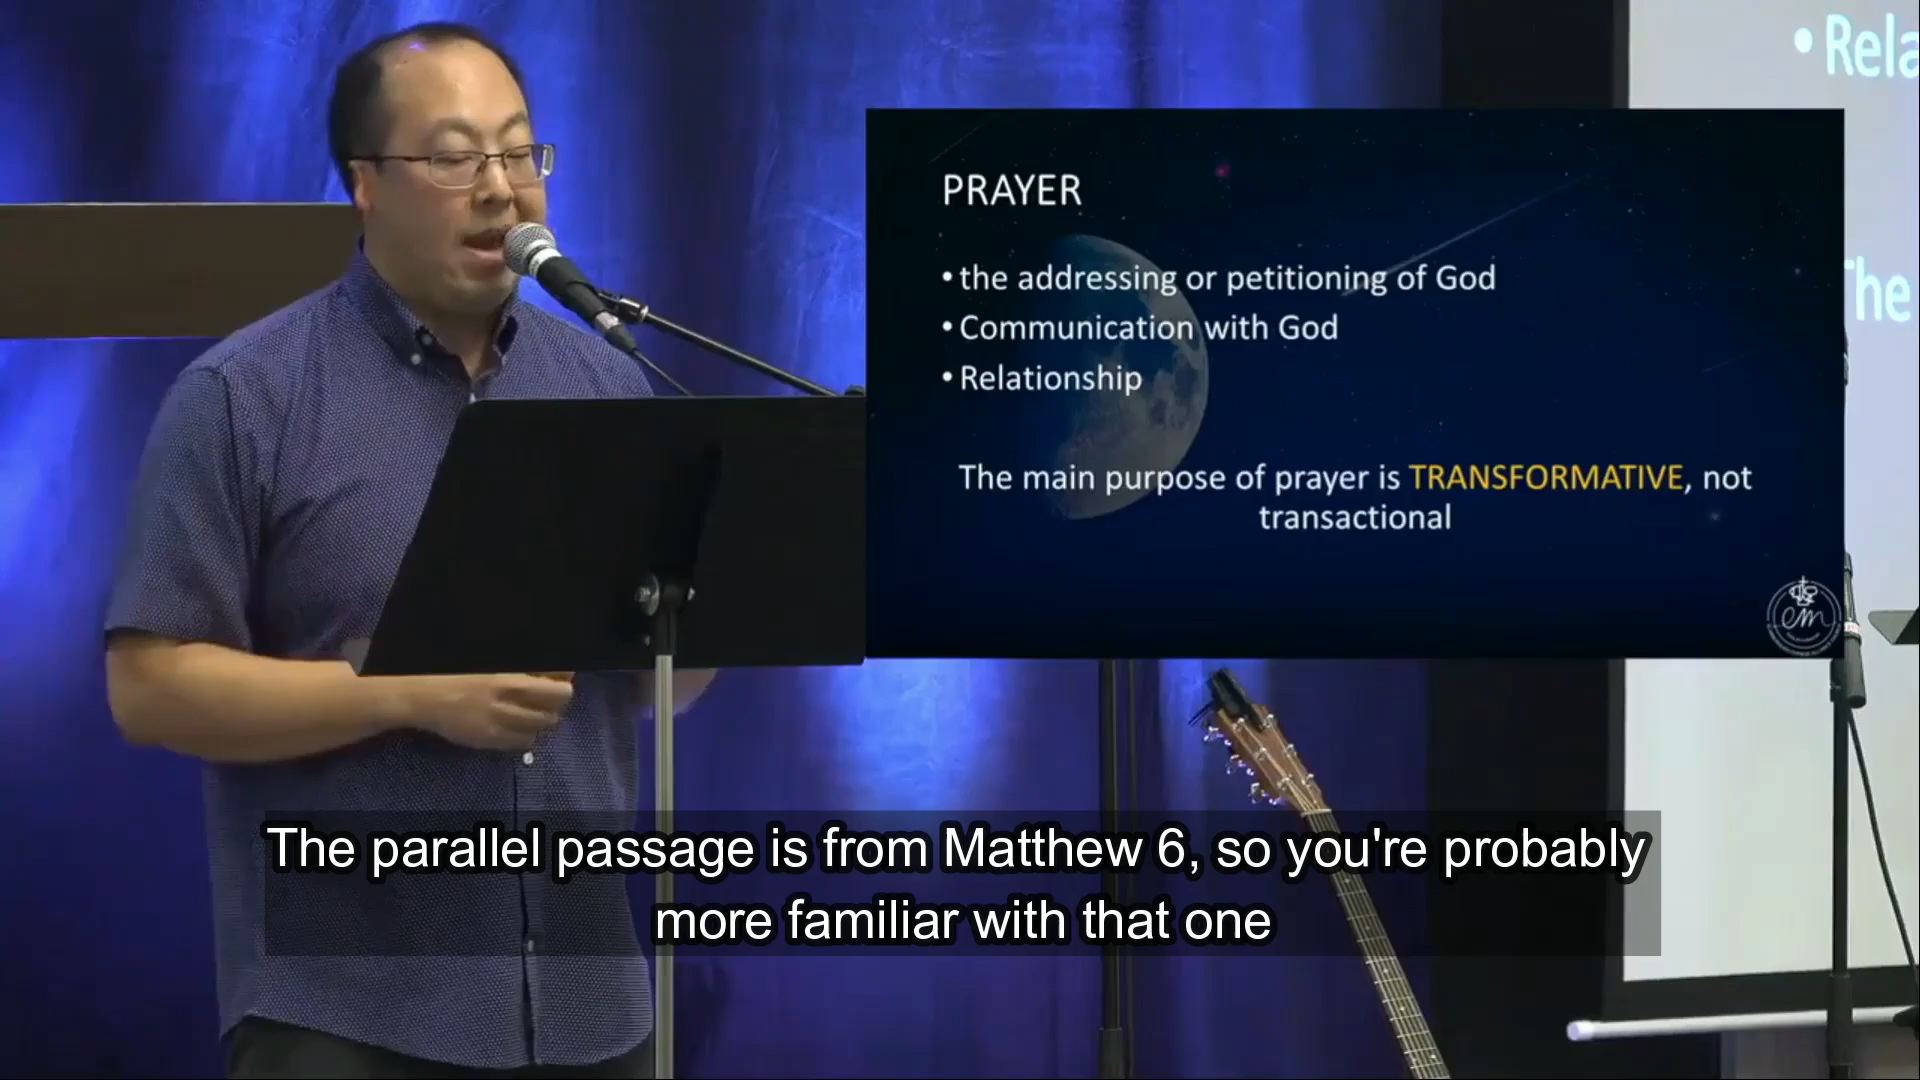 • Rela
PRAYER
• the addressing or petitioning of God
• Communication with God
• Relationship
The main purpose of prayer is TRANSFORMATIVE, not
transactional
The
em
The parallel passage is from Matthew 6, so you're probably
more familiar with that one